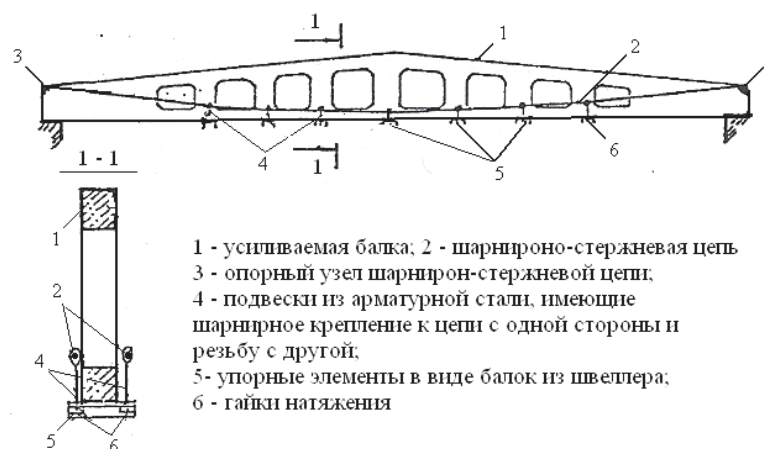 1
1
2
3
4
1
5
6
1 - 1
1
2
4
5
6
1 - усиливаемая балка; 2 - шарнироно-стержневая цепь
3 - опорный узел шарнирон-стержневой цепи;
4 - подвески из арматурной стали, имеющие
шарнирное крепление к цепи с одной стороны и
резьбу с другой;
5- упорные элементы в виде балок из швеллера;
6 - гайки натяжения